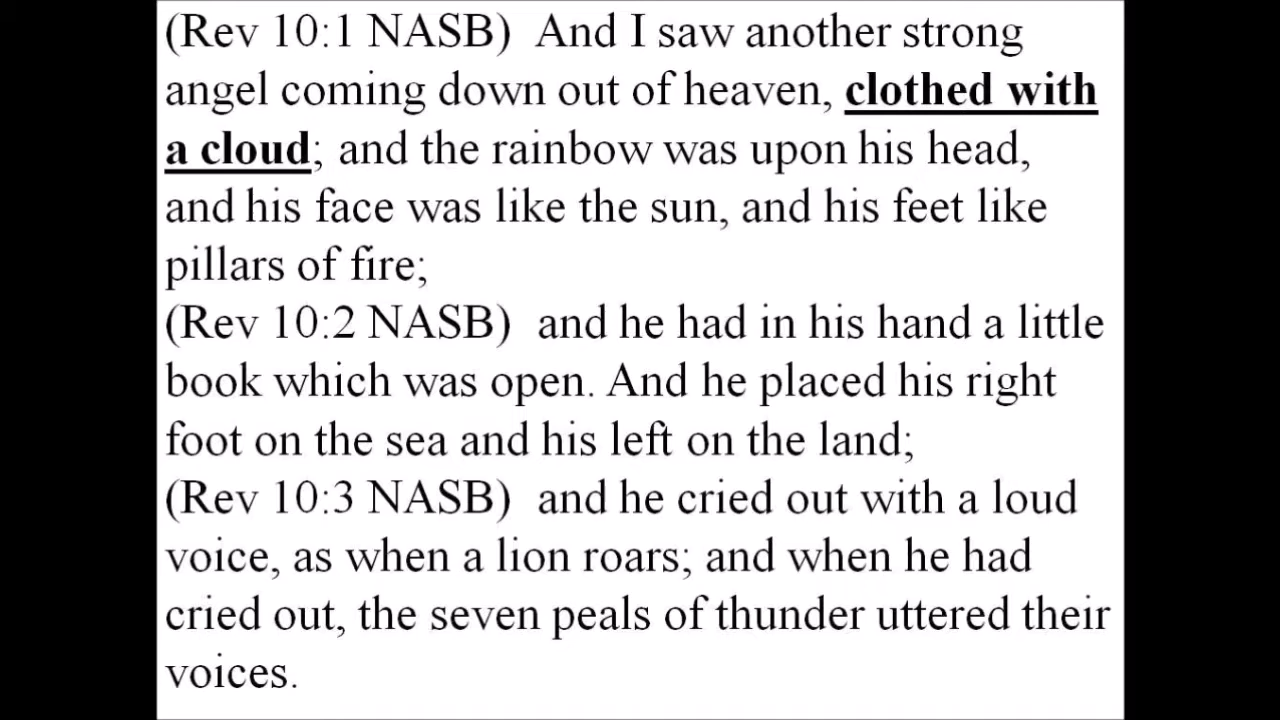 (Rev 10:1 NASB)  And I saw another strong
angel coming down out of heaven, clothed with
a cloud; and the rainbow was upon his head,
and his face was like the sun, and his feet like
pillars of fire;
(Rev 10:2 NASB)  and he had in his hand a little
book which was open. And he placed his right
foot on the sea and his left on the land;
(Rev 10:3 NASB)  and he cried out with a loud
voice, as when a lion roars; and when he had
cried out, the seven peals of thunder uttered their
voices.